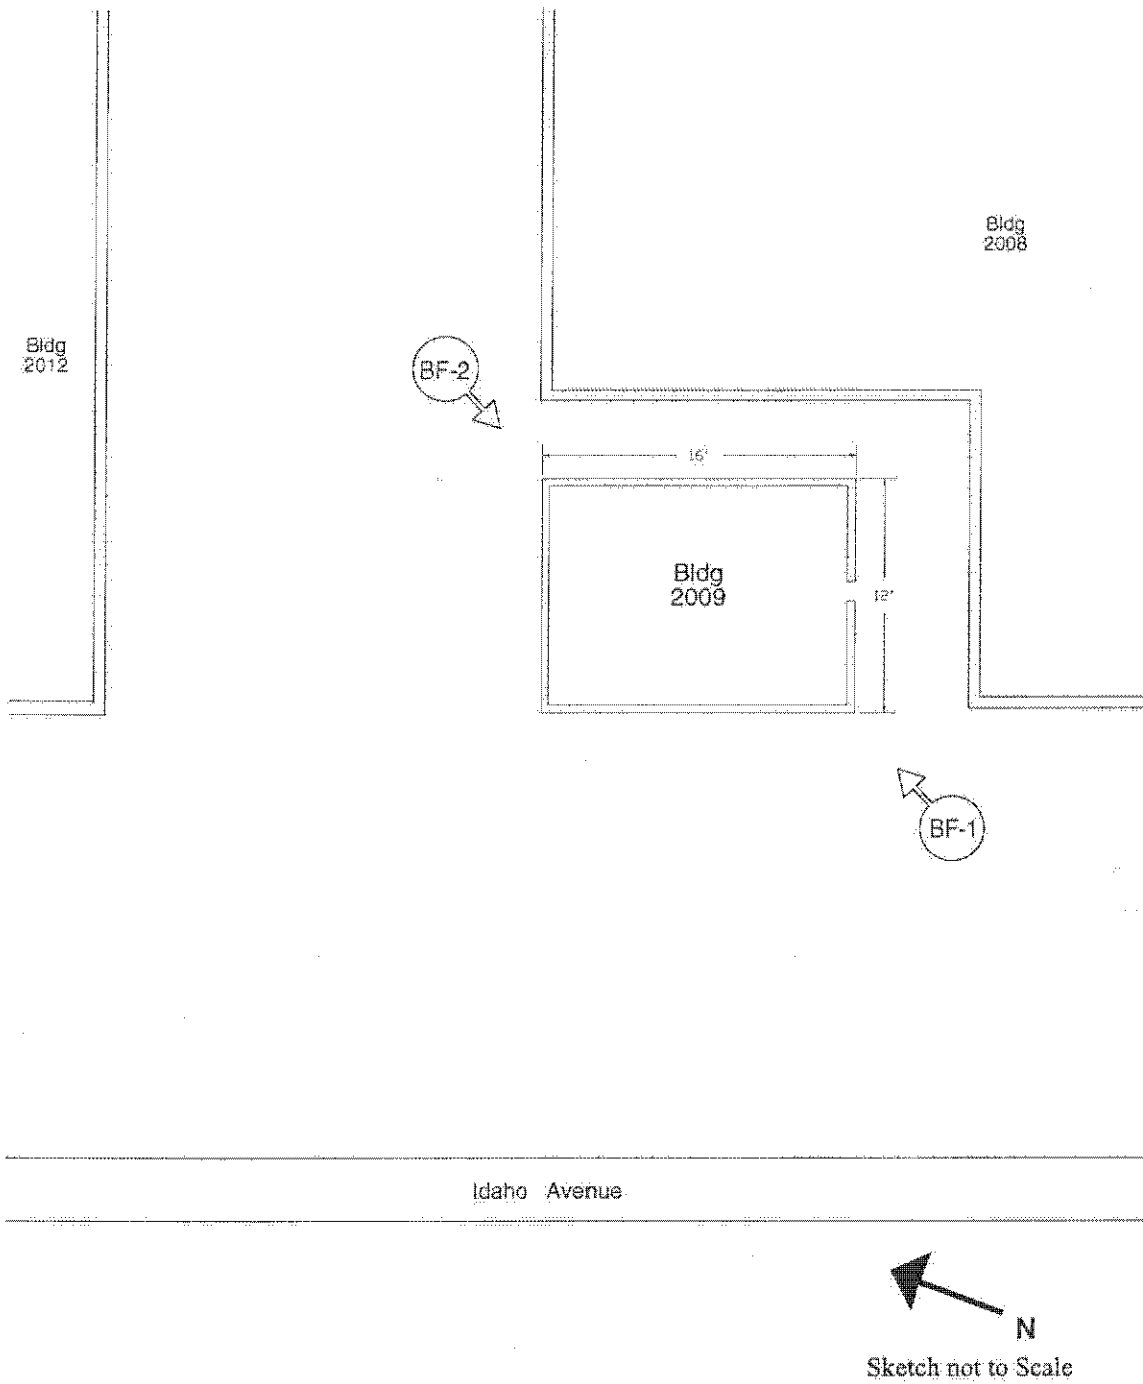 Bldg
2008
Bldg
2012
BF-2
16'
Bldg
2009
12'
BF-1
Idaho Avenue
N
Sketch not to Scale